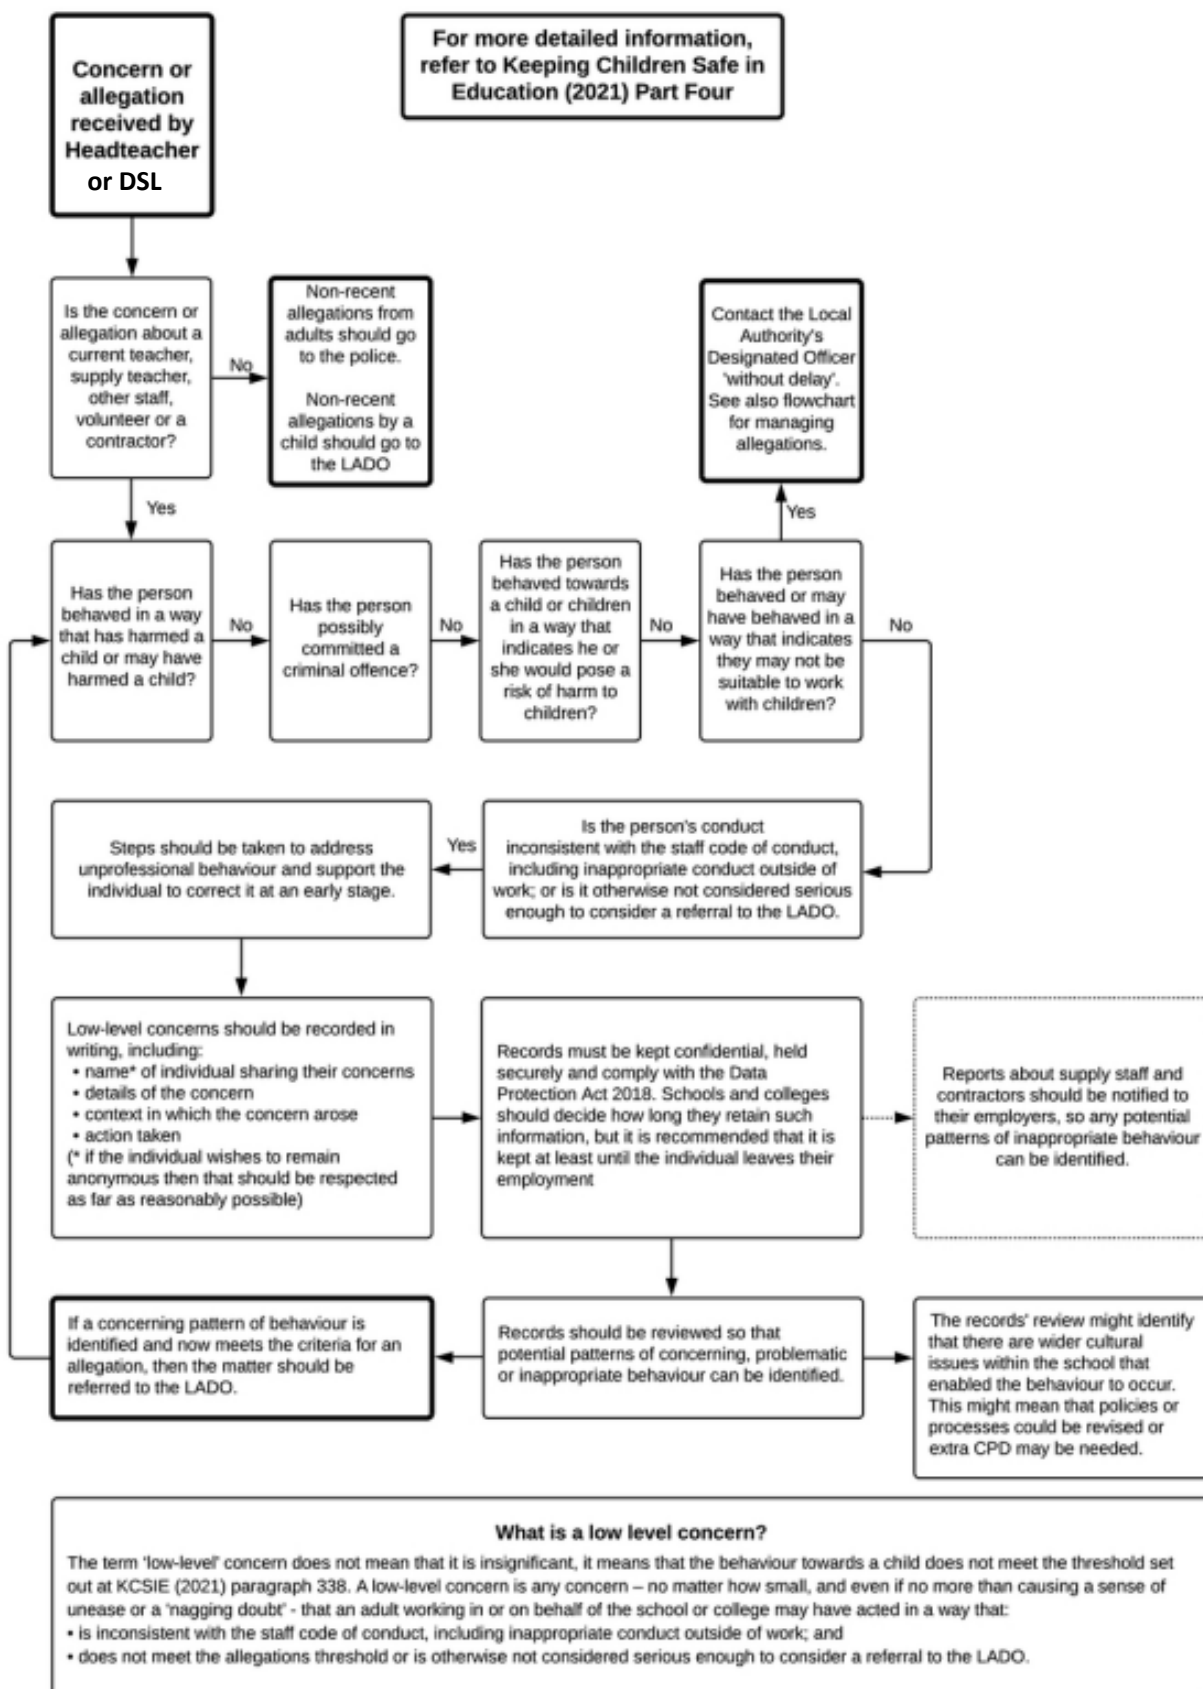 Concern or
allegation
received by
Headteacher
or DSL
For more detailed information,
refer to Keeping Children Safe in
Education (2021) Part Four
Is the concern or
allegation about a
current teacher,
supply teacher,
other staff,
volunteer or a
contractor?
No
Non-recent
allegations from
adults should go
to the police.
Non-recent
allegations by a
child should go to
the LADO
Contact the Local
Authority's
Designated Officer
'without delay'.
See also flowchart
for managing
allegations.
Yes
Yes
Has the person
behaved in a way
that has harmed a
child or may have
harmed a child?
No
Has the person
possibly
committed a
criminal offence?
No
Has the person
behaved towards
a child or children
in a way that
indicates he or
she would pose a
risk of harm to
children?
No
Has the person
behaved or may
have behaved in a
way that indicates
they may not be
suitable to work
with children?
No
Steps should be taken to address
unprofessional behaviour and support the
individual to correct it at an early stage.
Yes
Is the person's conduct
inconsistent with the staff code of conduct,
including inappropriate conduct outside of
work; or is it otherwise not considered serious
enough to consider a referral to the LADO.
Low-level concerns should be recorded in
writing, including:
• name* of individual sharing their concerns
• details of the concern
• context in which the concern arose
• action taken
(* if the individual wishes to remain
anonymous then that should be respected
as far as reasonably possible)
Records must be kept confidential, held
securely and comply with the Data
Protection Act 2018. Schools and colleges
should decide how long they retain such
information, but it is recommended that it is
kept at least until the individual leaves their
employment
Reports about supply staff and
contractors should be notified to
their employers, so any potential
patterns of inappropriate behaviour
can be identified.
If a concerning pattern of behaviour is
identified and now meets the criteria for an
allegation, then the matter should be
referred to the LADO.
Records should be reviewed so that
potential patterns of concerning, problematic
or inappropriate behaviour can be identified.
The records' review might identify
that there are wider cultural
issues within the school that
enabled the behaviour to occur.
This might mean that policies or
processes could be revised or
extra CPD may be needed.
What is a low level concern?
The term 'low-level' concern does not mean that it is insignificant, it means that the behaviour towards a child does not meet the threshold set
out at KCSIE (2021) paragraph 338. A low-level concern is any concern – no matter how small, and even if no more than causing a sense of
unease or a 'nagging doubt' - that an adult working in or on behalf of the school or college may have acted in a way that:
• is inconsistent with the staff code of conduct, including inappropriate conduct outside of work; and
• does not meet the allegations threshold or is otherwise not considered serious enough to consider a referral to the LADO.